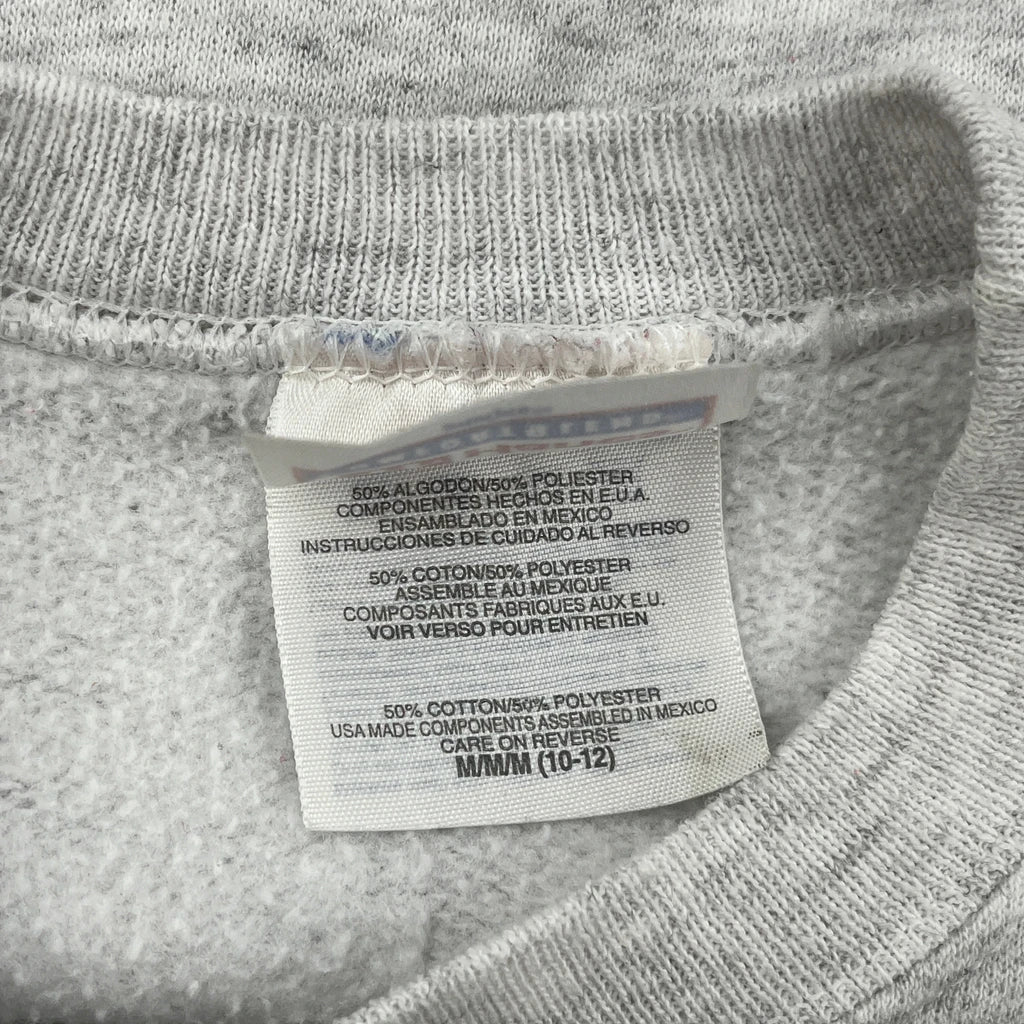 50% ALGODON/50% POLIESTER
COMPONENTES HECHOS EN E.U.A.
ENSAMBLADO EN MEXICO
INSTRUCCIONES DE CUIDADO AL REVERSO
50% COTON/50% POLYESTER
ASSEMBLE AU MEXIQUE
COMPOSANTS FABRIQUES AUX E.U.
VOIR VERSO POUR ENTRETIEN
50% COTTON/50% POLYESTER
USA MADE COMPONENTS ASSEMBLED IN MEXICO
CARE ON REVERSE
M/M/M (10-12)